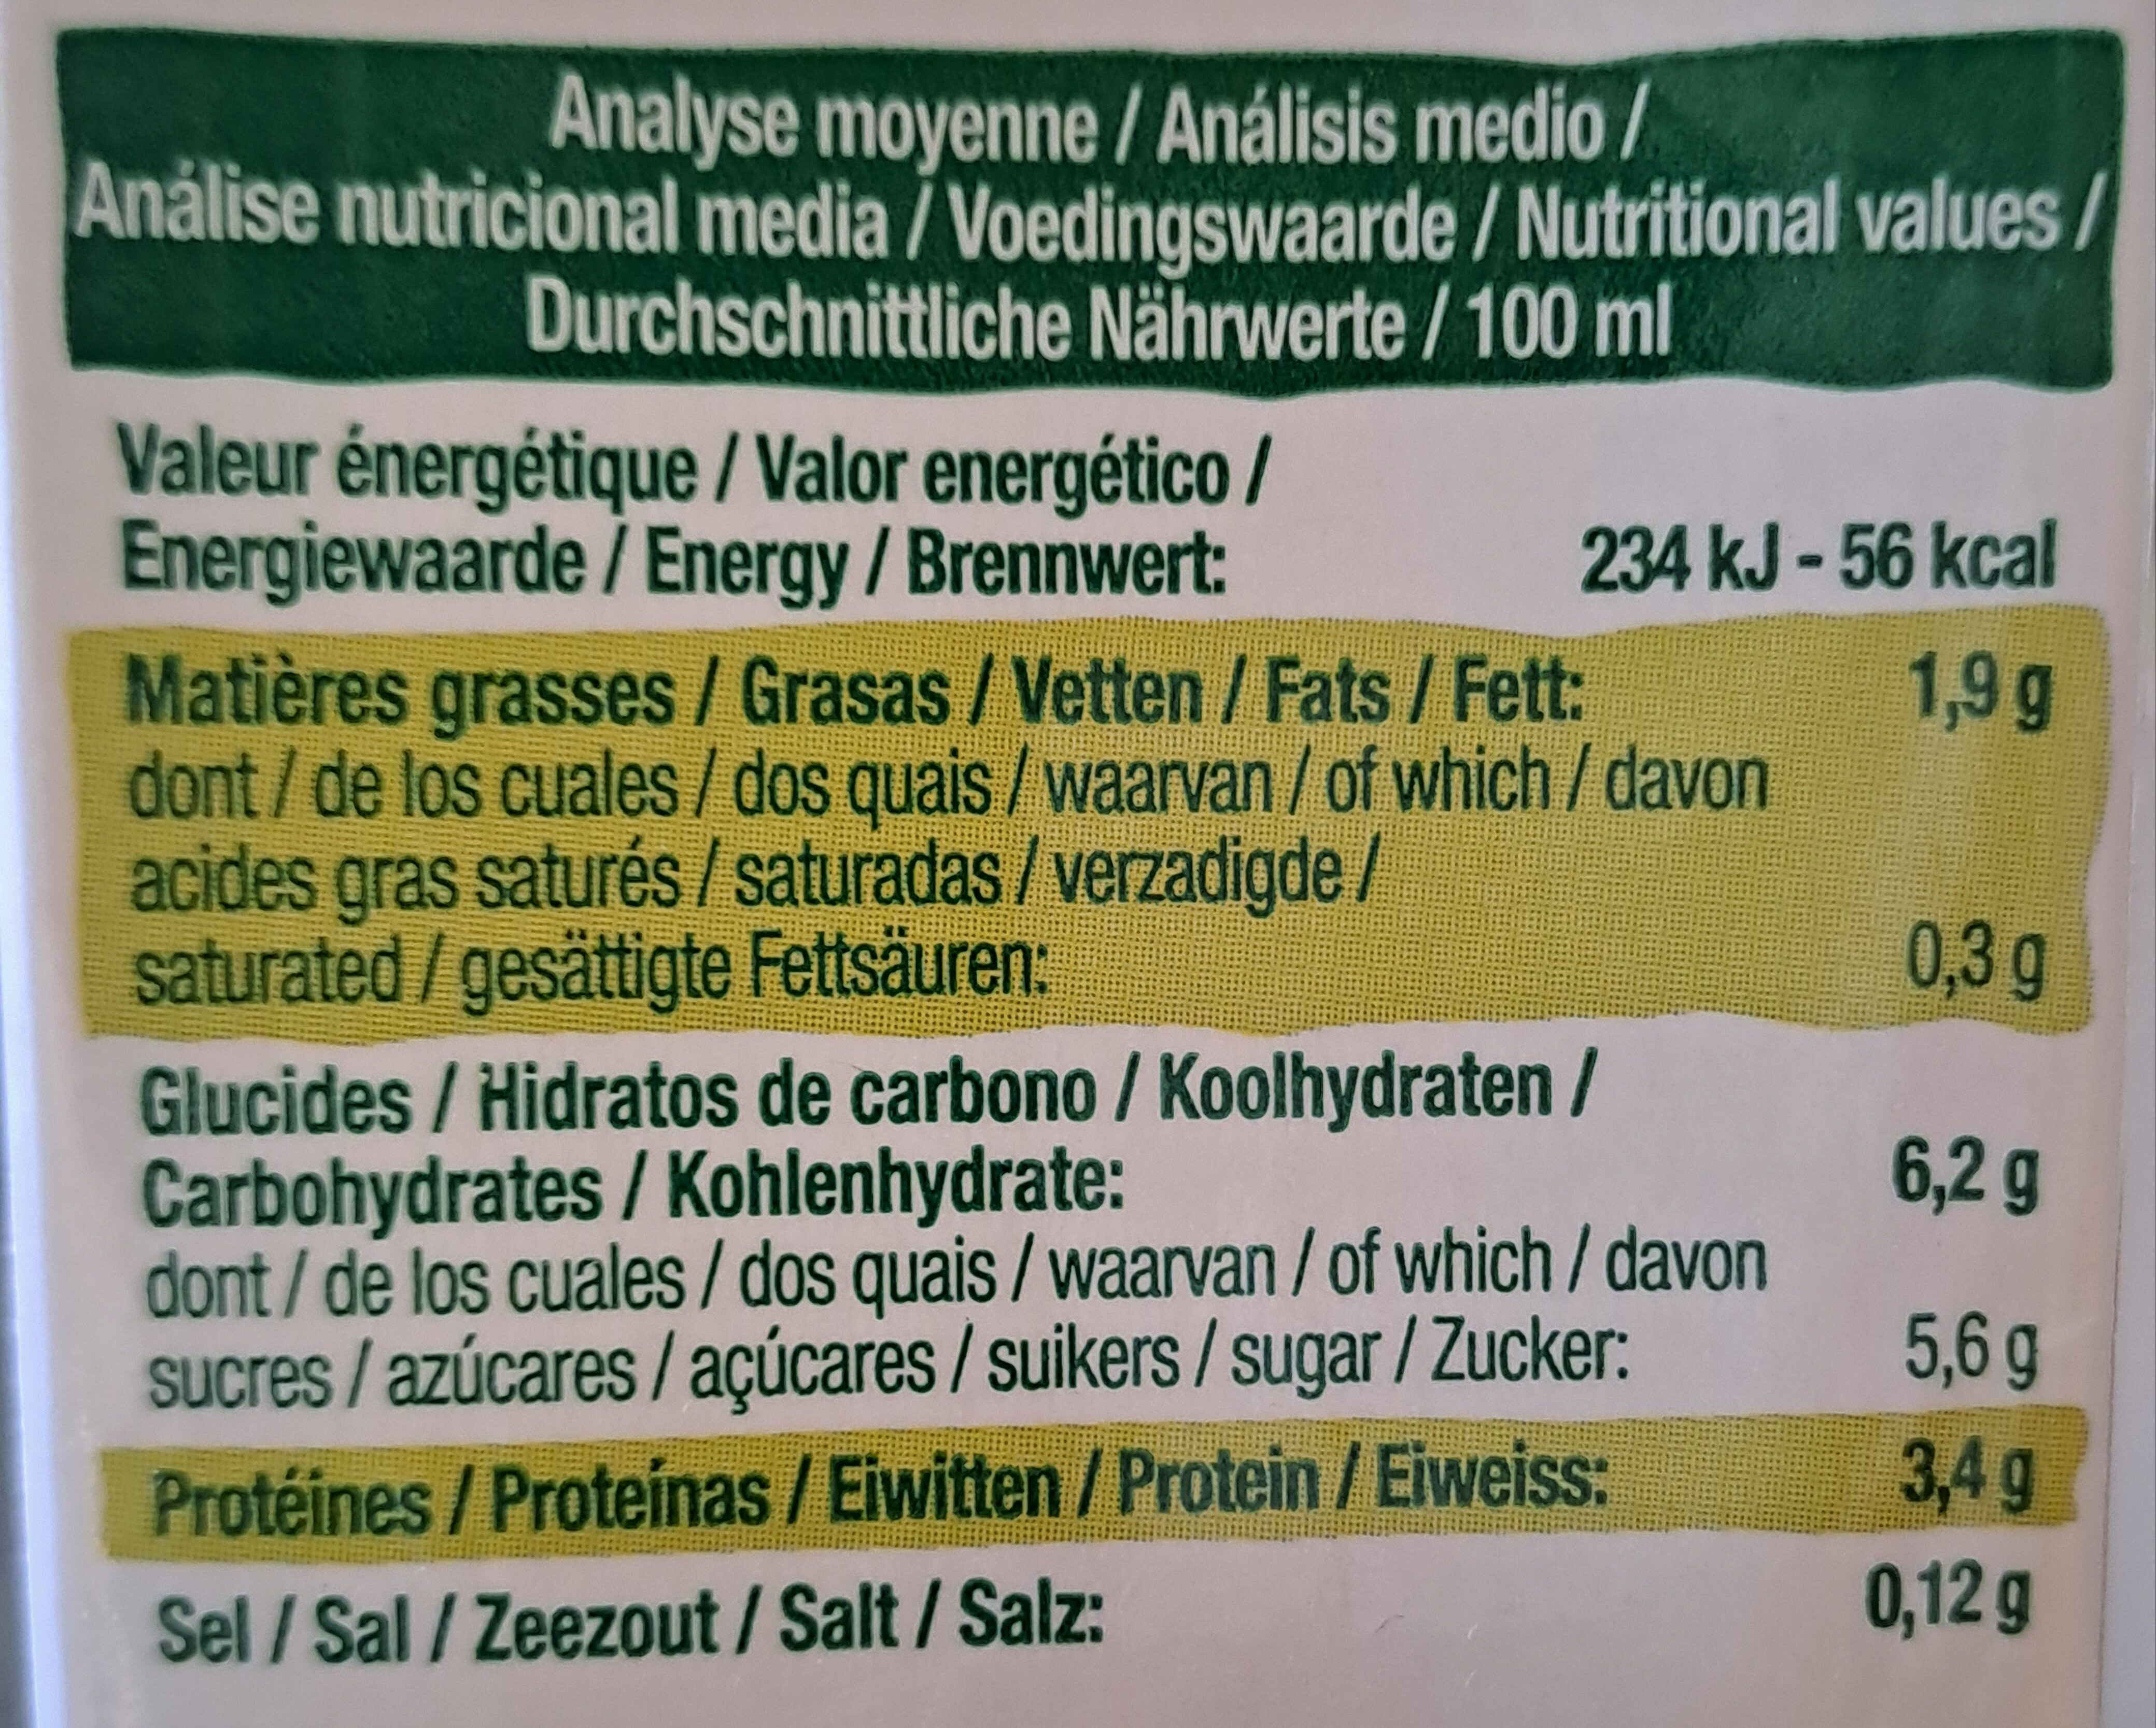 Analyse moyenne / Análisis medio /
Análise nutricional media / Voedingswaarde / Nutritional values /
Durchschnittliche Nährwerte / 100 ml
Valeur énergétique / Valor energético /
Energiewaarde / Energy / Brennwert: 234 kJ - 56 kcal
Matières grasses / Grasas / Vetten / Fats / Fett: 1,9 g
dont / de los cuales / dos quais / waarvan / of which / davon
acides gras saturés / saturadas / verzadigde /
saturated / gesättigte Fettsäuren: 0,3 g
Glucides / Hidratos de carbono / Koolhydraten /
Carbohydrates / Kohlenhydrate: 6,2 g
dont / de los cuales / dos quais / waarvan / of which / davon
sucres / azúcares / açúcares / suikers / sugar / Zucker: 5,6 g
Protéines / Proteínas / Eiwitten / Protein / Eiweiss: 3,4 g
Sel / Sal / Zeezout / Salt / Salz: 0,12 g